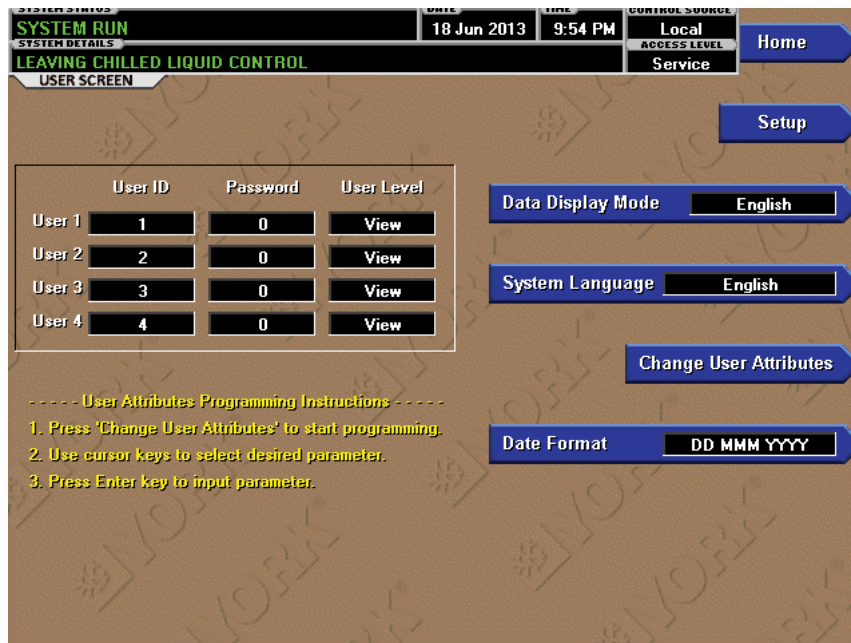 SYSTEM STATUS
DATE
TIME
CONTROL SOURCE
SYSTEM RUN
18 Jun 2013
9:54 PM
Local
SYSTEM DETAILS
ACCESS LEVEL
LEAVING CHILLED LIQUID CONTROL
Service
Home
USER SCREEN
Setup
User ID Password User Level
User 1 1 0 View
User 2 2 0 View
User 3 3 0 View
User 4 4 0 View
Data Display Mode English
System Language English
Change User Attributes
Date Format DD MMM YYYY
- - - - - User Attributes Programming Instructions - - - - -
1. Press 'Change User Attributes' to start programming.
2. Use cursor keys to select desired parameter.
3. Press Enter key to input parameter.
YORK